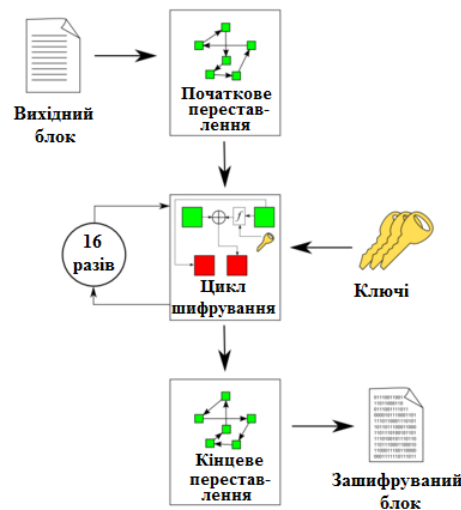 Вихідний
блок
Початкове
перестав-
лення
16
разів
f
Цикл
шифрування
Ключі
Кінцеве
перестав-
лення
Зашифруваний
блок